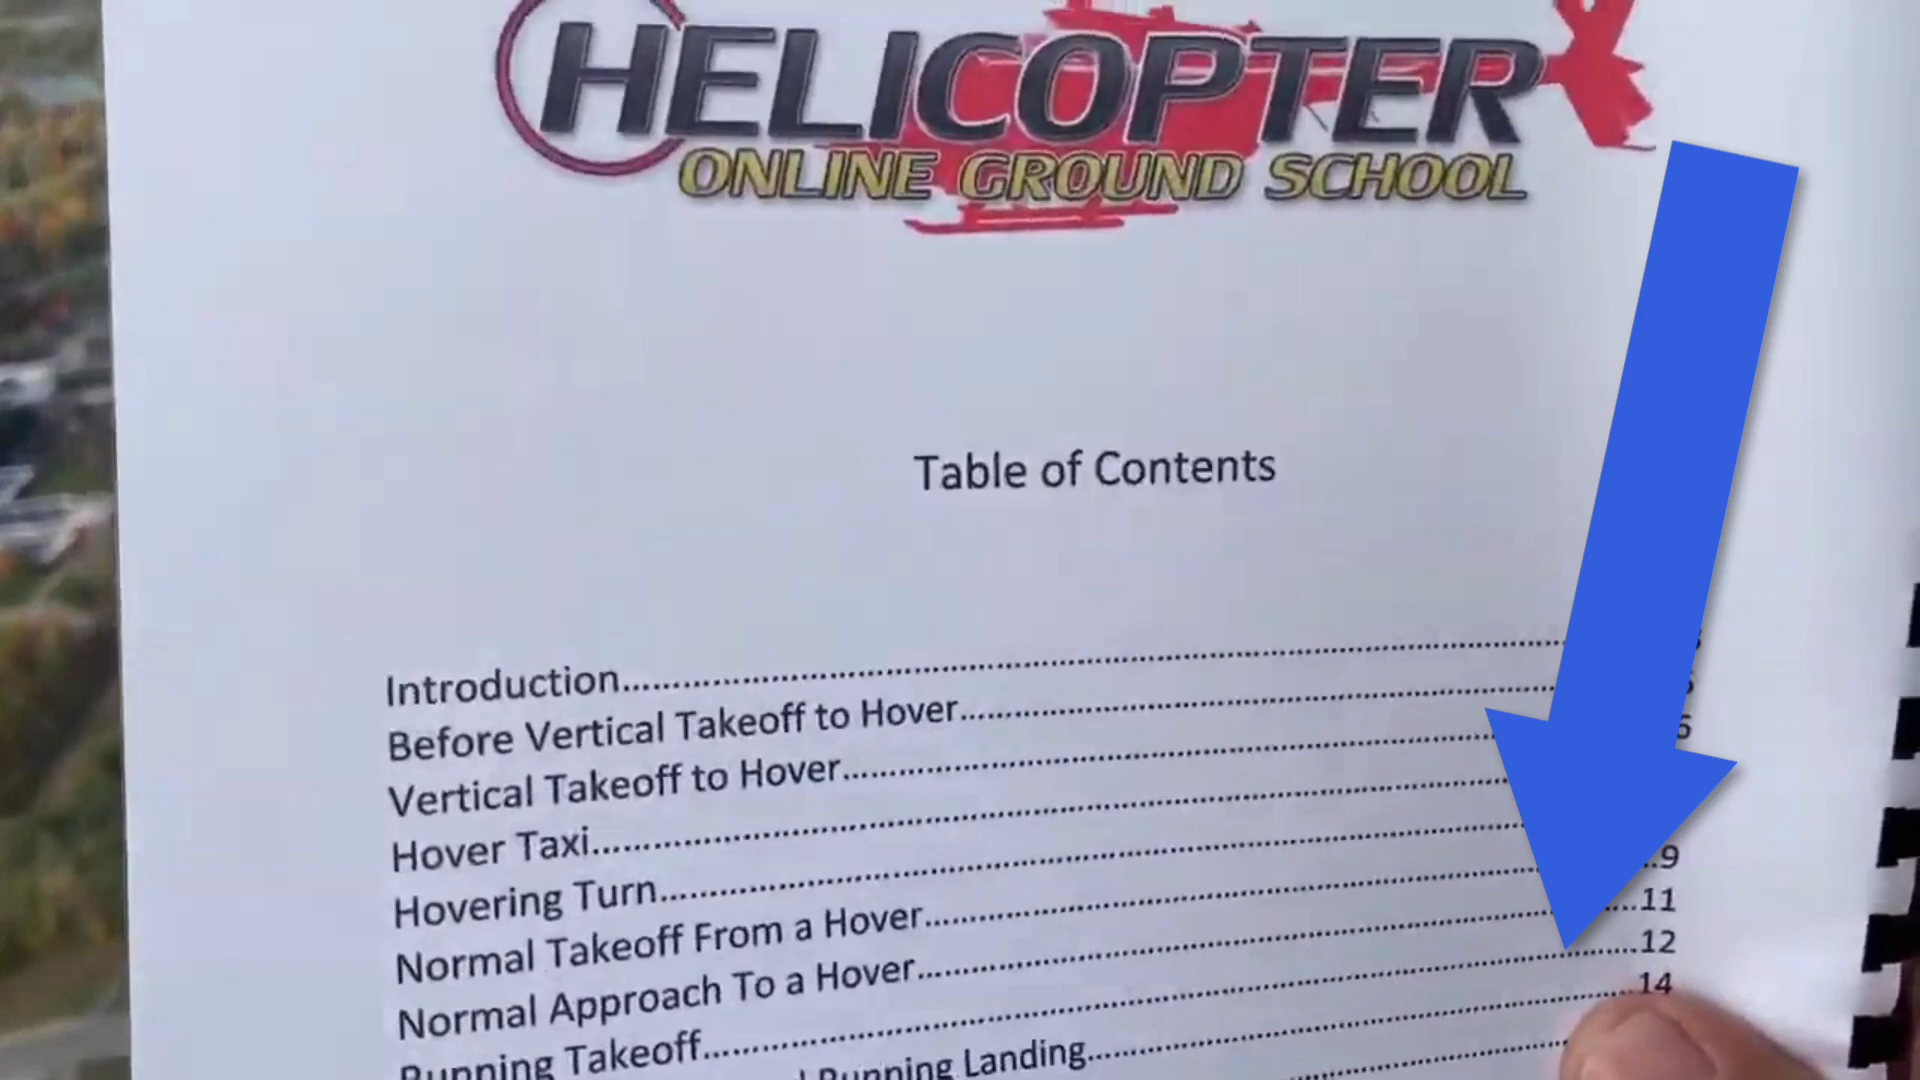 HELICOPTER
ONLINE GROUND SCHOOL
Table of Contents
Introduction........
Before Vertical Takeoff to Hover........
Vertical Takeoff to Hover........
Hover Taxi........
Hovering Turn........
Normal Takeoff From a Hover........9
Normal Approach To a Hover........11
Running Takeoff........12
Running Landing........14